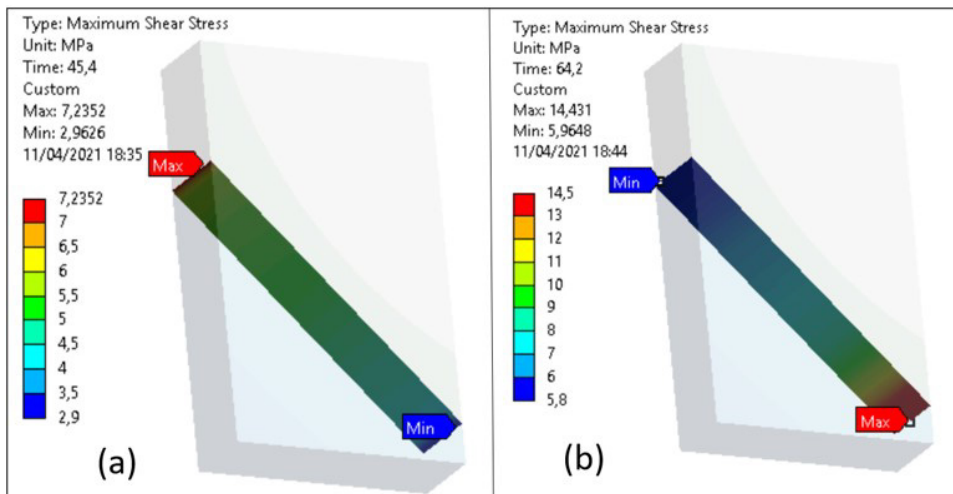 Type: Maximum Shear Stress
Unit: MPa
Time: 45,4
Custom
Max: 7,2352
Min: 2,9626
11/04/2021 18:35
Max
7,2352
7
6,5
6
5,5
5
4,5
4
3,5
2,9
Min
(a)
Type: Maximum Shear Stress
Unit: MPa
Time: 64,2
Custom
Max: 14,431
Min: 5,9648
11/04/2021 18:44
Min
14,5
13
12
11
10
9
8
7
6
5,8
Max
(b)